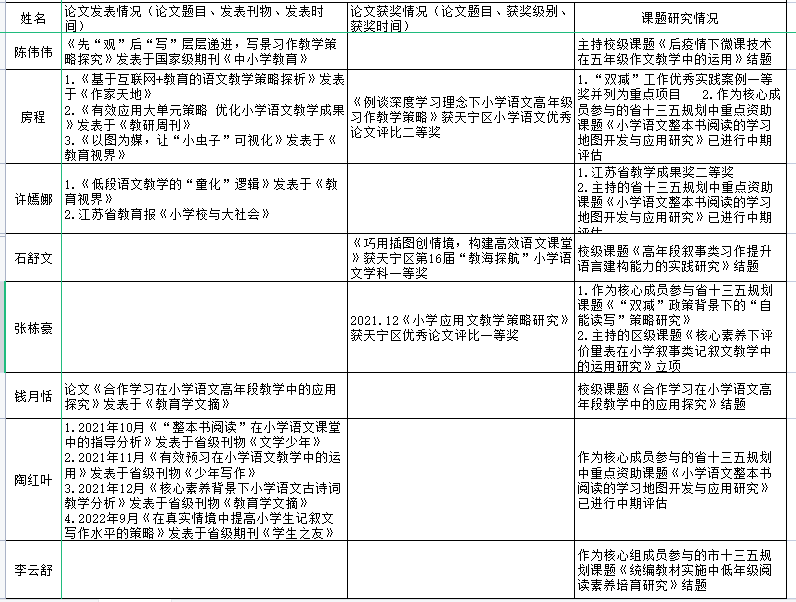 姓名
论文发表情况（论文题目、发表刊物、发表时
间）
论文获奖情况（论文题目、获奖级别、
获奖时间）
课题研究情况
陈伟伟
《先“观”后“写”层层递进，写景习作教学策
略探究》发表于国家级期刊《中小学教育》
主持校级课题《后疫情下微课技术
在五年级作文教学中的运用》结题
房程
1.《基于互联网+教育的语文教学策略探析》发表
于《作家天地》
2.《有效应用大单元策略 优化小学语文教学成果
》发表于《教研周刊》
3.《以图为媒，让“小虫子”可视化》发表于《
教育视界》
《例谈深度学习理念下小学语文高年级
习作教学策略》获天宁区小学语文优秀
论文评比二等奖
1.“双减”工作优秀实践案例一等
奖并列为重点项目 2.作为核心成
员参与的省十三五规划中重点资助
课题《小学语文整本书阅读的学习
地图开发与应用研究》已进行中期
评估
许嫣娜
1.《低段语文教学的“童化”逻辑》发表于《教
育视界》
2.江苏省教育报《小学校与大社会》
1.江苏省教学成果奖二等奖
2.主持的省十三五规划中重点资助
课题《小学语文整本书阅读的学习
地图开发与应用研究》已进行中期
评估
石舒文
《巧用插图创情境，构建高效语文课堂
》获天宁区第16届“教海探航”小学语
文学科一等奖
校级课题《高年段叙事类习作提升
语言建构能力的实践研究》结题
张栋豪
2021.12《小学应用文教学策略研究》
获天宁区优秀论文评比一等奖
1.作为核心成员参与省十三五规划
课题《“双减”政策背景下的“自
能读写”策略研究》
2.主持的区级课题《核心素养下评
价量表在小学叙事类记叙文教学中
的运用研究》立项
钱月恬
论文《合作学习在小学语文高年段教学中的应用
探究》发表于《教育学文摘》
校级课题《合作学习在小学语文高
年段教学中的应用探究》结题
陶红叶
1.2021年10月《“整本书阅读”在小学语文课堂
中的指导分析》发表于省级刊物《文学少年》
2.2021年11月《有效预习在小学语文教学中的运
用》发表于省级刊物《少年写作》
3.2021年12月《核心素养背景下小学语文古诗词
教学分析》发表于省级刊物《教育学文摘》
4.2022年9月《在真实情境中提高小学生记叙文
写作水平的策略》发表于省级期刊《学生之友》
作为核心成员参与的省十三五规划
中重点资助课题《小学语文整本书
阅读的学习地图开发与应用研究》
已进行中期评估
李云舒
作为核心组成员参与的市十三五规
划课题《统编教材实施中低年级阅
读素养培育研究》结题